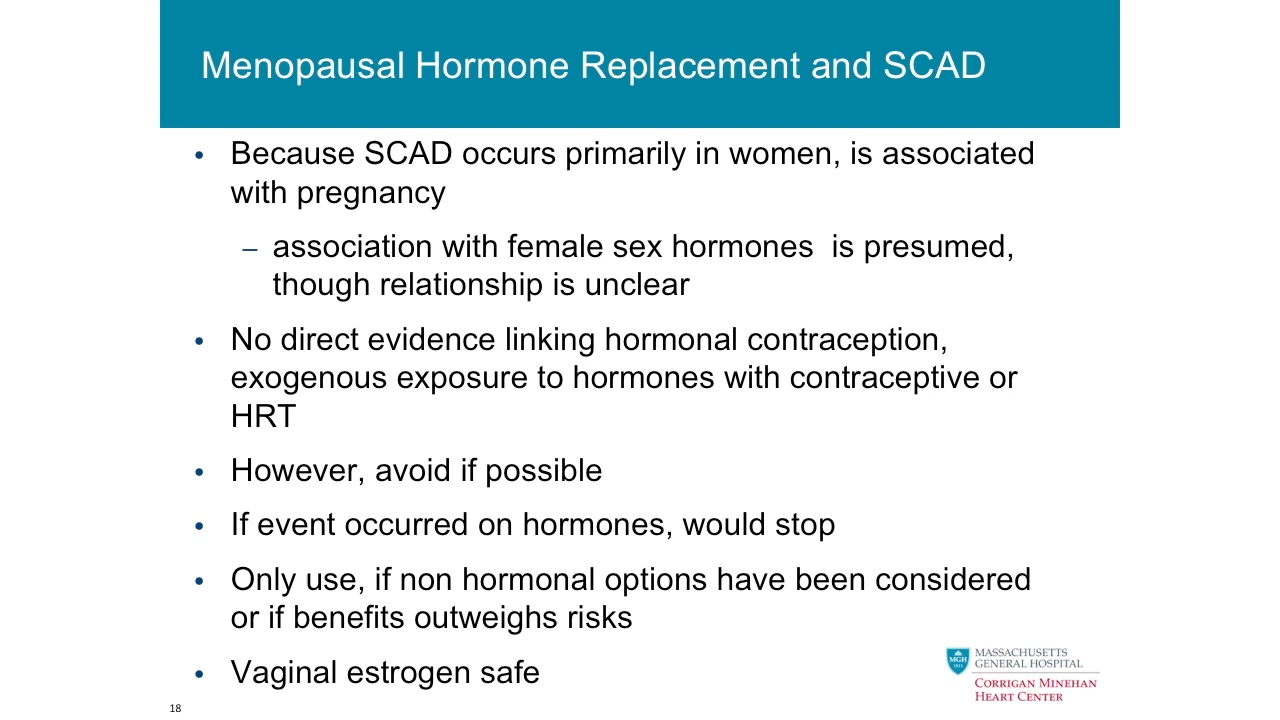 Menopausal Hormone Replacement and SCAD
• Because SCAD occurs primarily in women, is associated
with pregnancy
– association with female sex hormones  is presumed,
though relationship is unclear
• No direct evidence linking hormonal contraception,
exogenous exposure to hormones with contraceptive or
HRT
• However, avoid if possible
• If event occurred on hormones, would stop
• Only use, if non hormonal options have been considered
or if benefits outweighs risks
• Vaginal estrogen safe
MGH
1811
MASSACHUSETTS
GENERAL HOSPITAL
CORRIGAN MINEHAN
HEART CENTER
18